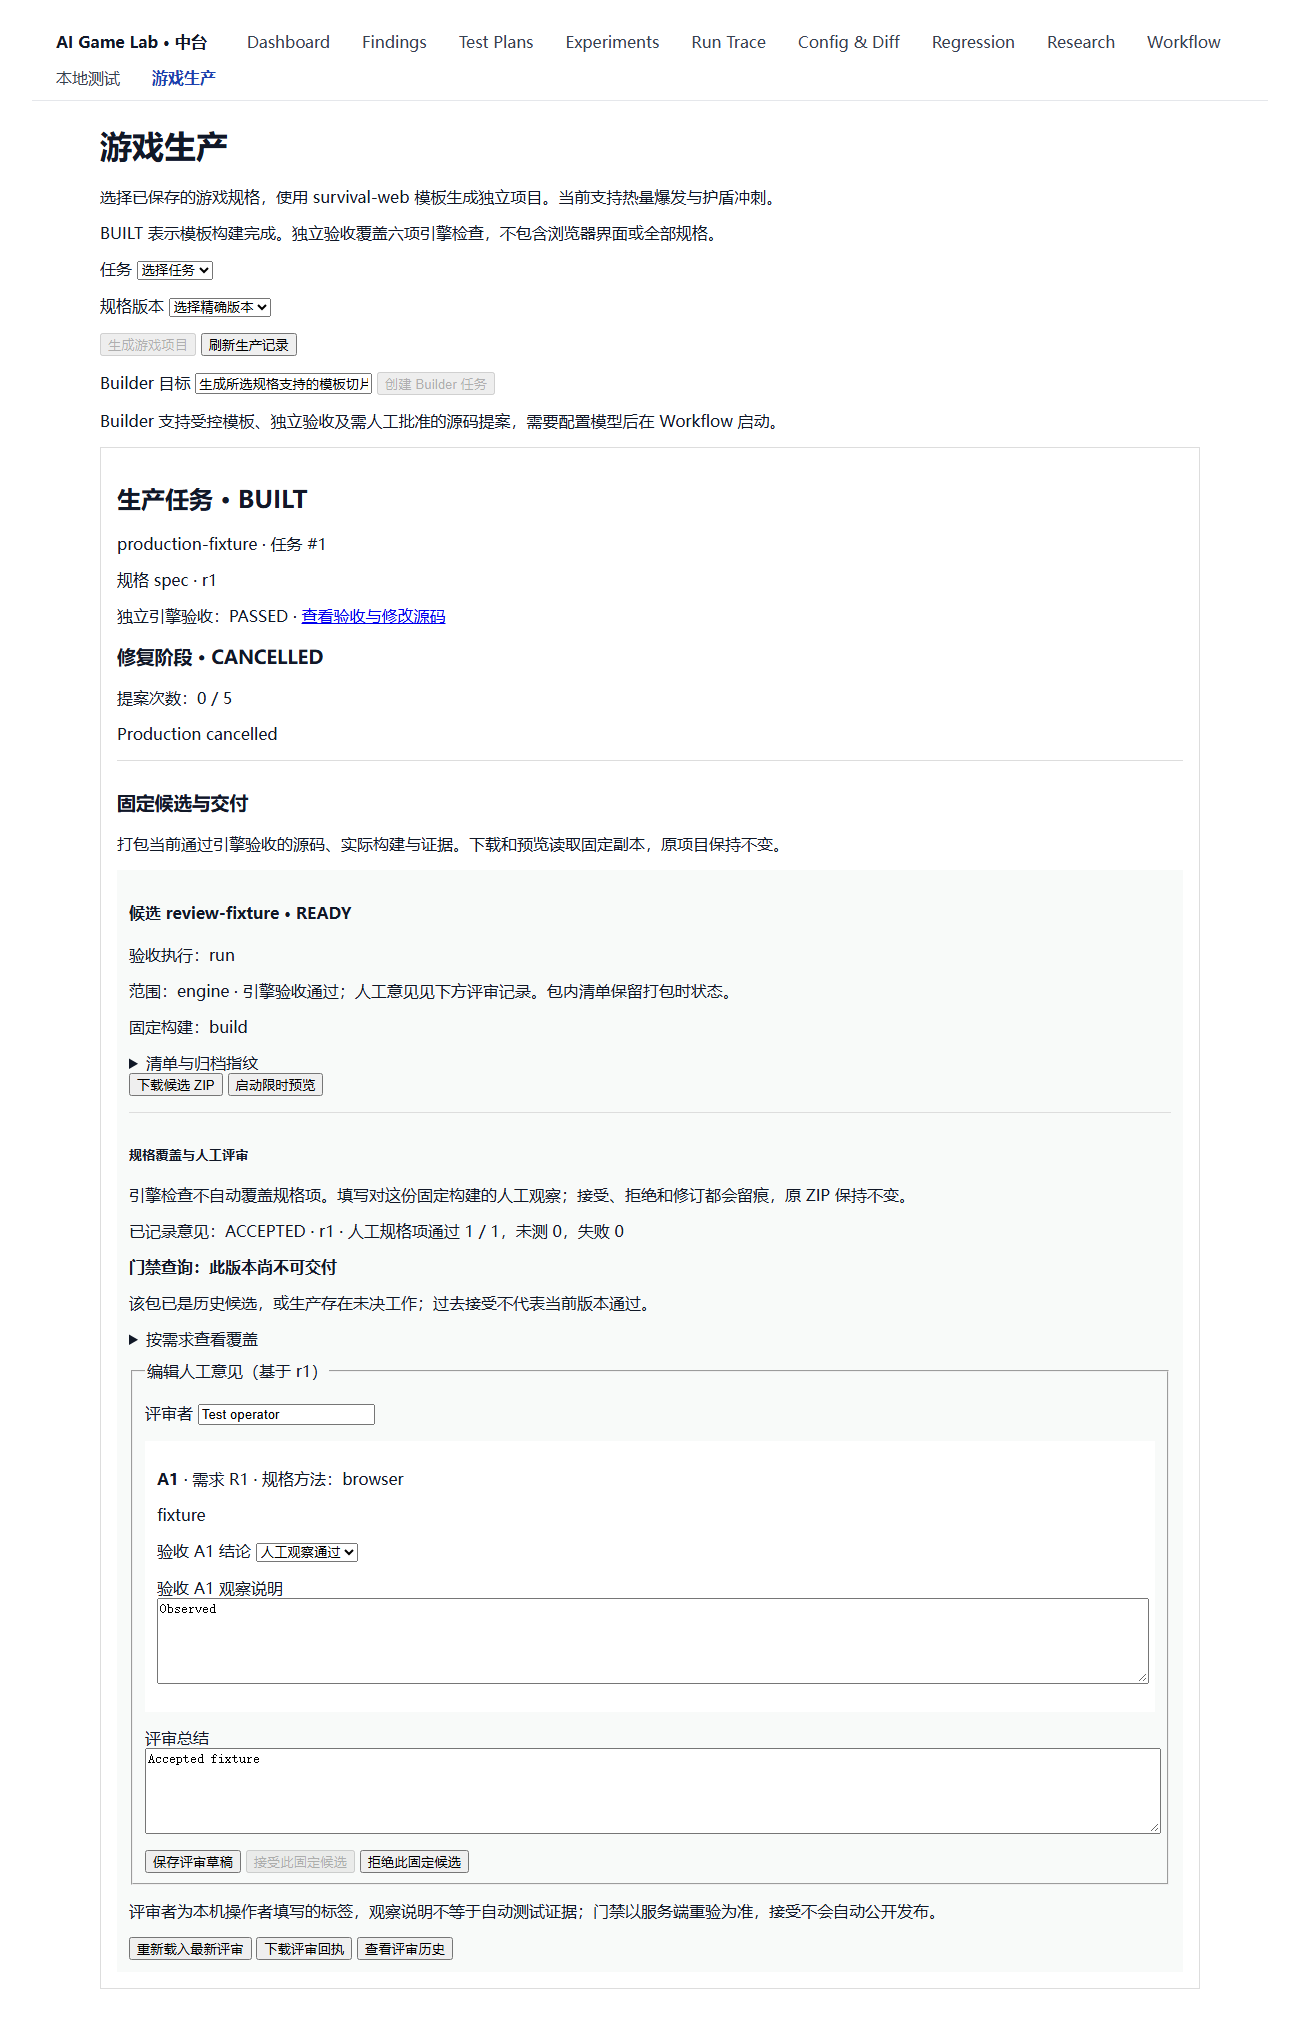 AI Game Lab • 中台 Dashboard Findings Test Plans Experiments Run Trace Config & Diff Regression Research Workflow
本地测试 游戏生产
游戏生产
选择已保存的游戏规格，使用 survival-web 模板生成独立项目。当前支持热量爆发与护盾冲刺。
BUILT 表示模板构建完成。独立验收覆盖六项引擎检查，不包含浏览器界面或全部规格。
任务 选择任务
规格版本 选择精确版本
生成游戏项目 刷新生产记录
Builder 目标 生成所选规格支持的模板切片 创建 Builder 任务
Builder 支持受控模板、独立验收及需人工批准的源码提案，需要配置模型后在 Workflow 启动。
生产任务 • BUILT
production-fixture · 任务 #1
规格 spec · r1
独立引擎验收：PASSED · 查看验收与修改源码
修复阶段 • CANCELLED
提案次数：0 / 5
Production cancelled
固定候选与交付
打包当前通过引擎验收的源码、实际构建与证据。下载和预览读取固定副本，原项目保持不变。
候选 review-fixture • READY
验收执行：run
范围：engine · 引擎验收通过；人工意见见下方评审记录。包内清单保留打包时状态。
固定构建：build
▶ 清单与归档指纹
下载候选 ZIP 启动限时预览
规格覆盖与人工评审
引擎检查不自动覆盖规格项。填写对这份固定构建的人工观察；接受、拒绝和修订都会留痕，原 ZIP 保持不变。
已记录意见：ACCEPTED · r1 · 人工规格项通过 1 / 1，未测 0，失败 0
门禁查询：此版本尚不可交付
该包已是历史候选，或生产存在未决工作；过去接受不代表当前版本通过。
▶ 按需求查看覆盖
编辑人工意见（基于 r1）
评审者 Test operator
A1 · 需求 R1 · 规格方法：browser
fixture
验收 A1 结论 人工观察通过
验收 A1 观察说明
Observed
评审总结
Accepted fixture
保存评审草稿 接受此固定候选 拒绝此固定候选
评审者为本机操作者填写的标签，观察说明不等于自动测试证据；门禁以服务端重验为准，接受不会自动公开发布。
重新载入最新评审 下载评审回执 查看评审历史